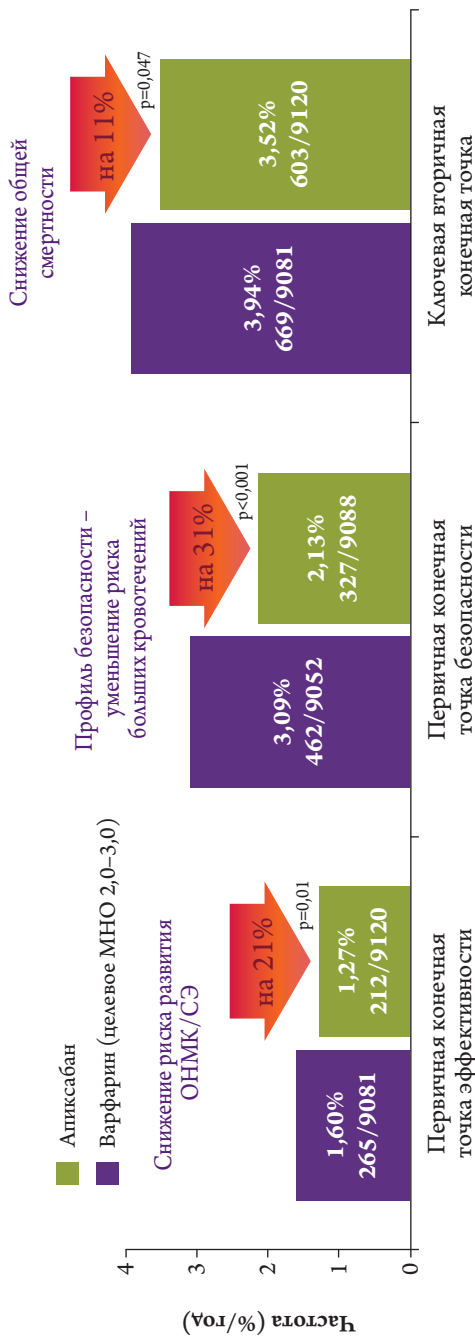 Апиксабан
Варфарин (целевое МНО 2,0–3,0)
Частота (%/год)
4
3
2
1
0
Снижение риска развития
ОНМК/СЭ
на 21%
p=0,01
1,60%
265/9081
1,27%
212/9120
Первичная конечная
точка эффективности
Профиль безопасности –
уменьшение риска
больших кровотечений
на 31%
p<0,001
3,09%
462/9052
2,13%
327/9088
Первичная конечная
точка безопасности
Снижение общей
смертности
на 11%
p=0,047
3,94%
669/9081
3,52%
603/9120
Ключевая вторичная
конечная точка